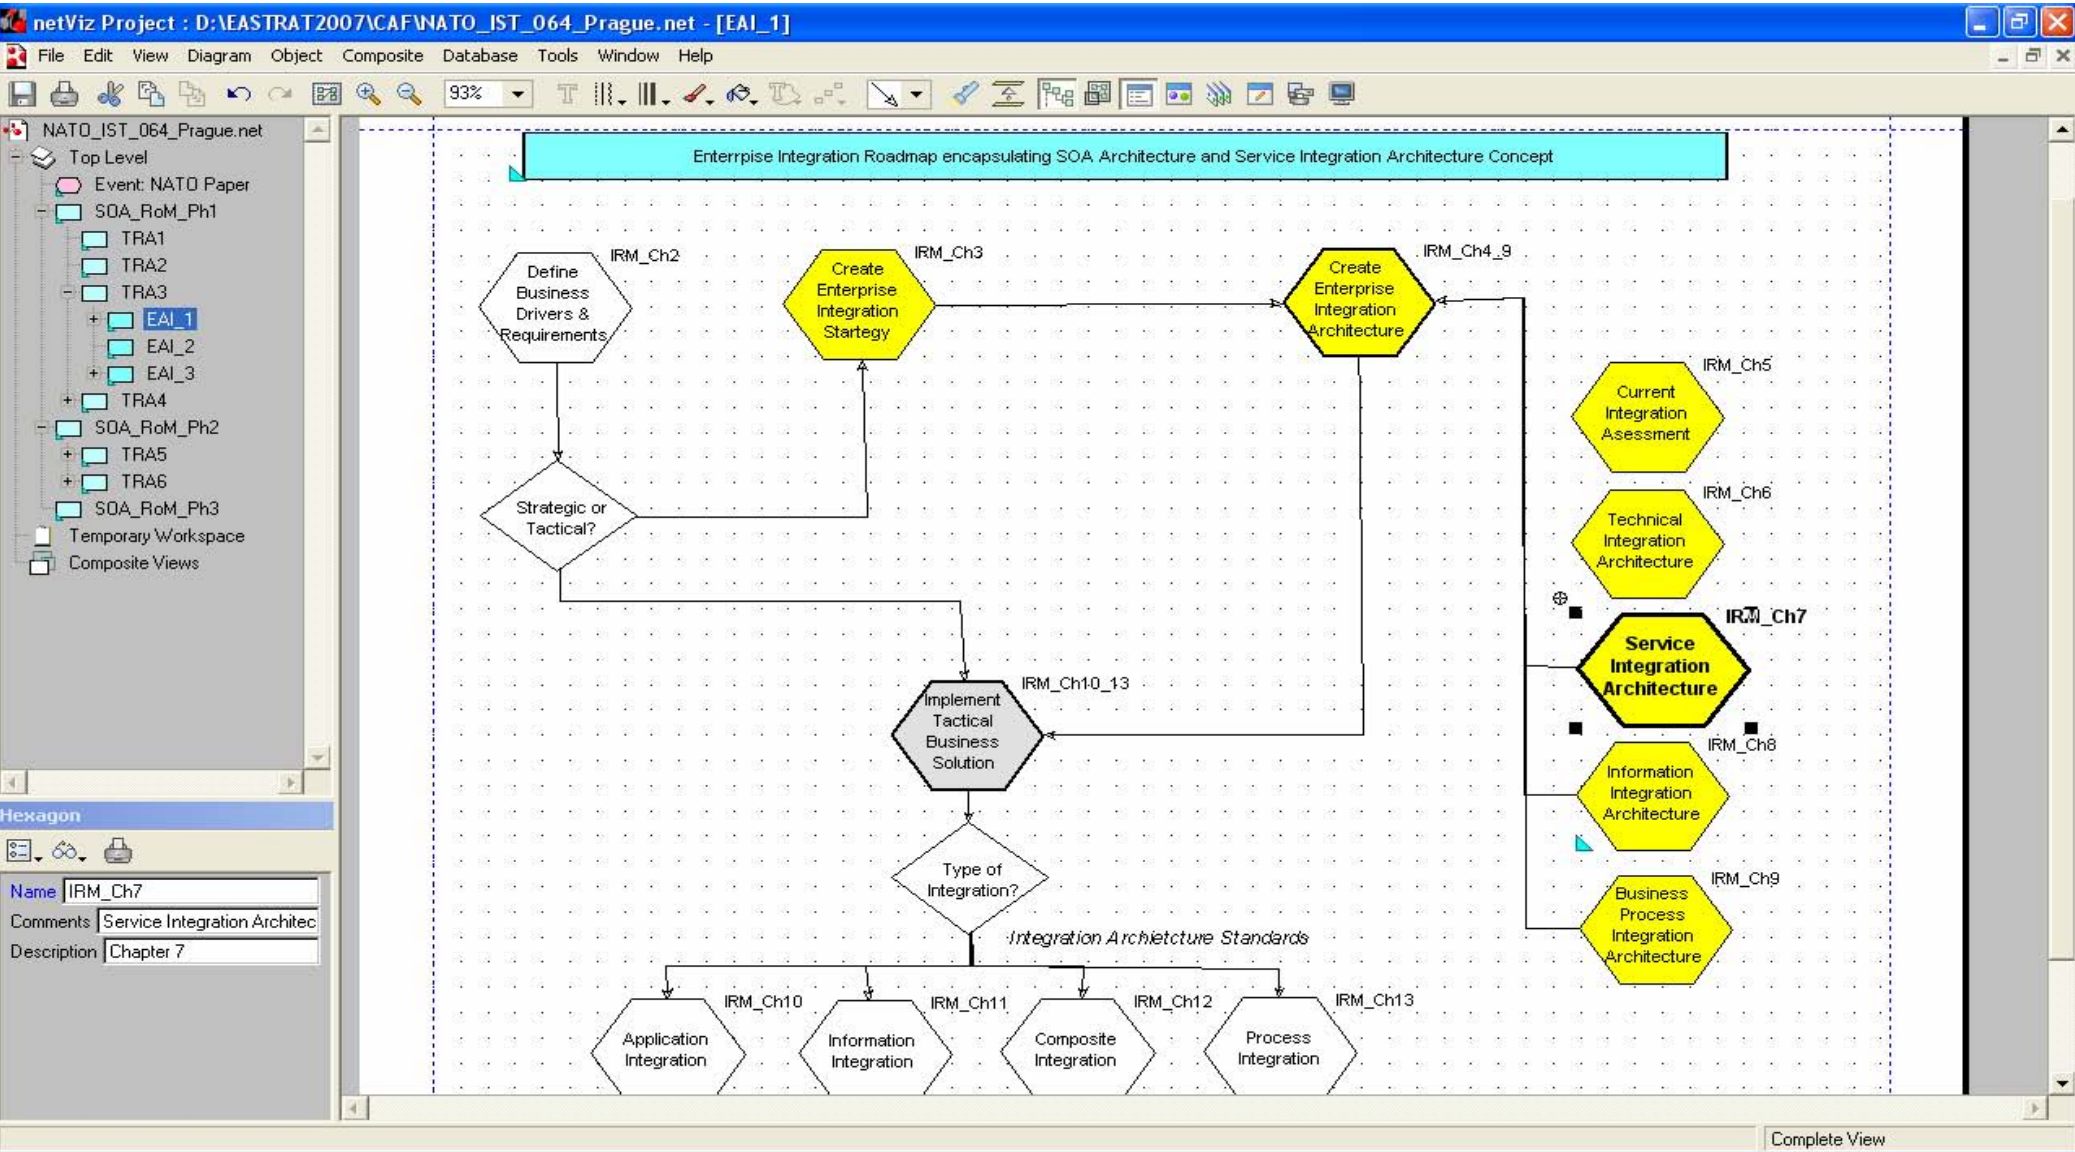 netViz Project : D:\EASTRAT2007\CAF\NATO_IST_064_Prague.net - [EAI_1]
File Edit View Diagram Object Composite Database Tools Window Help
93%
NATO_IST_064_Prague.net
Top Level
Event: NATO Paper
SOA_RoM_Ph1
TRA1
TRA2
TRA3
EAI_1
EAI_2
EAI_3
TRA4
SOA_RoM_Ph2
TRA5
TRA6
SOA_RoM_Ph3
Temporary Workspace
Composite Views
Hexagon
Name IRM_Ch7
Comments Service Integration Architec
Description Chapter 7
Enterrpise Integration Roadmap encapsulating SOA Architecture and Service Integration Architecture Concept
IRM_Ch2
Define
Business
Drivers &
Requirements
IRM_Ch3
Create
Enterprise
Integration
Startegy
IRM_Ch4_9
Create
Enterprise
Integration
Architecture
IRM_Ch5
Current
Integration
Asessment
IRM_Ch6
Technical
Integration
Architecture
IRM_Ch7
Service
Integration
Architecture
IRM_Ch8
Information
Integration
Architecture
IRM_Ch9
Business
Process
Integration
Architecture
Strategic or
Tactical?
IRM_Ch10_13
Implement
Tactical
Business
Solution
Type of
Integration?
Integration Archietcture Standards
IRM_Ch10
Application
Integration
IRM_Ch11
Information
Integration
IRM_Ch12
Composite
Integration
IRM_Ch13
Process
Integration
Complete View